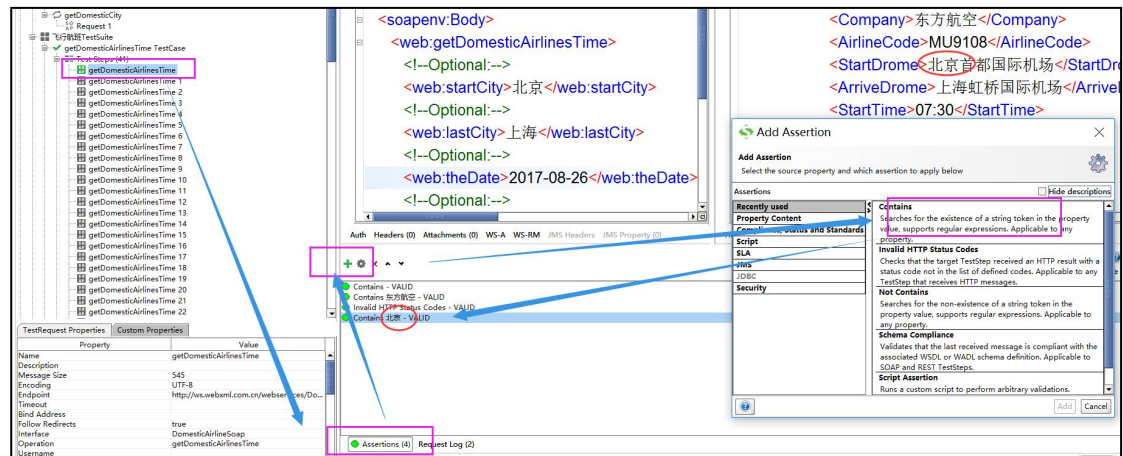 getDomesticCity
Request 1
飞行航班TestSuite
getDomesticAirlinesTime TestCase
Test Steps (41)
getDomesticAirlinesTime
getDomesticAirlinesTime 1
getDomesticAirlinesTime 2
getDomesticAirlinesTime 3
getDomesticAirlinesTime 4
getDomesticAirlinesTime 5
getDomesticAirlinesTime 6
getDomesticAirlinesTime 7
getDomesticAirlinesTime 8
getDomesticAirlinesTime 9
getDomesticAirlinesTime 10
getDomesticAirlinesTime 11
getDomesticAirlinesTime 12
getDomesticAirlinesTime 13
getDomesticAirlinesTime 14
getDomesticAirlinesTime 15
getDomesticAirlinesTime 16
getDomesticAirlinesTime 17
getDomesticAirlinesTime 18
getDomesticAirlinesTime 19
getDomesticAirlinesTime 20
getDomesticAirlinesTime 21
getDomesticAirlinesTime 22
TestRequest Properties Custom Properties
Property Value
Name getDomesticAirlinesTime
Description
Message Size 545
Encoding UTF-8
Endpoint http://ws.webxml.com.cn/webservices/Do...
Timeout
Bind Address
Follow Redirects true
Interface DomesticAirlineSoap
Operation getDomesticAirlinesTime
Username
<soapenv:Body>
<web:getDomesticAirlinesTime>
<!--Optional:-->
<web:startCity>北京</web:startCity>
<!--Optional:-->
<web:lastCity>上海</web:lastCity>
<!--Optional:-->
<web:theDate>2017-08-26</web:theDate>
<!--Optional:-->
Auth Headers (0) Attachments (0) WS-A WS-RM JMS Headers JMS Property (0)
Contains - VALID
Contains 东方航空 - VALID
Invalid HTTP Status Codes - VALID
Contains 北京 - VALID
Assertions (4) Request Log (2)
<Company>东方航空</Company>
<AirlineCode>MU9108</AirlineCode>
<StartDrome>北京首都国际机场</StartDro
<ArriveDrome>上海虹桥国际机场</Arrivel
<StartTime>07:30</StartTime>
Add Assertion
Add Assertion
Select the source property and which assertion to apply below
Assertions Hide descriptions
Recently used
Property Content
Compliance, Status and Standards
Script
SLA
JMS
JDBC
Security
Contains
Searches for the existence of a string token in the property
value, supports regular expressions. Applicable to any
property.
Invalid HTTP Status Codes
Checks that the target TestStep received an HTTP result with a
status code not in the list of defined codes. Applicable to any
TestStep that receives HTTP messages.
Not Contains
Searches for the non-existence of a string token in the
property value, supports regular expressions. Applicable to
any property.
Schema Compliance
Validates that the last received message is compliant with the
associated WSDL or WADL schema definition. Applicable to
SOAP and REST TestSteps.
Script Assertion
Runs a custom script to perform arbitrary validations.
Add Cancel